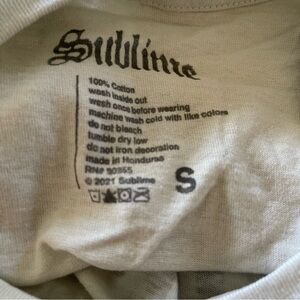 Sublime
100% Cotton
wash inside out
wash once before wearing
machine wash cold with like colors
do not bleach
tumble dry low
do not iron decoration
made in Honduras
RN# 90355
© 2021 Sublime
S